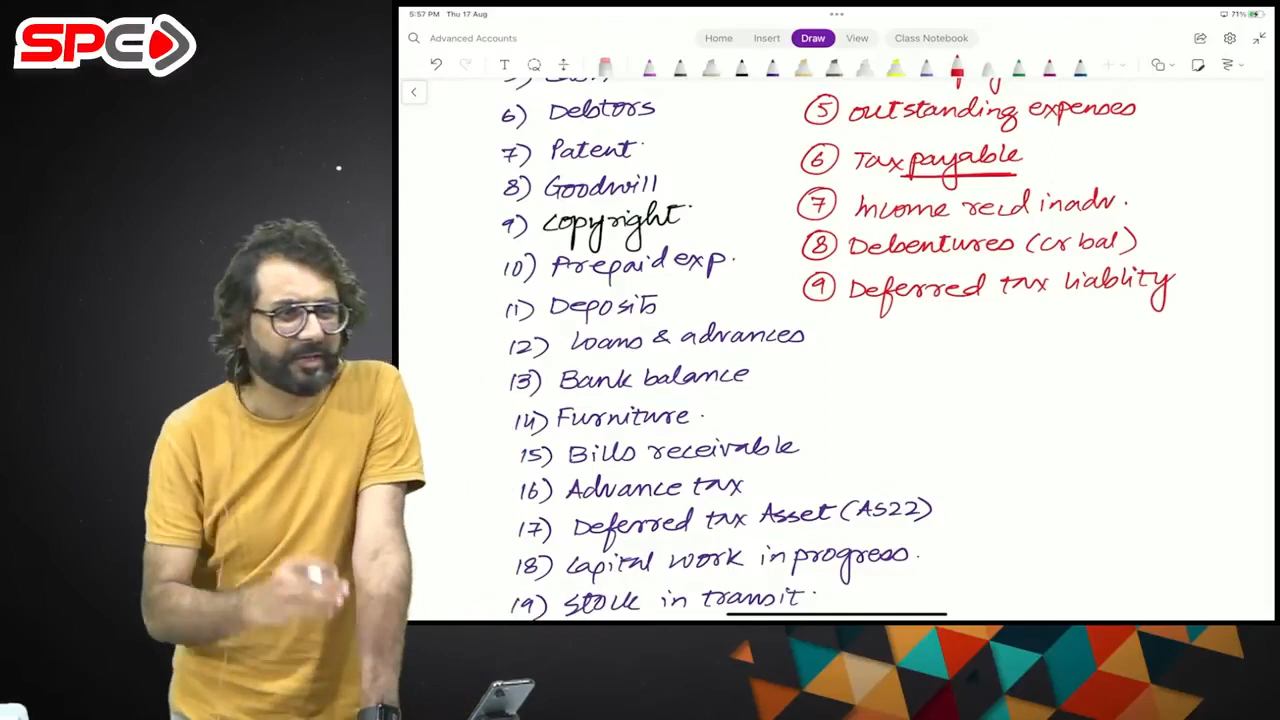 SPE
5:57 PM Thu 17 Aug
71%
Advanced Accounts
Home Insert Draw View Class Notebook
6) Debtors
7) Patent
8) Goodwill
9) copyright
10) Prepaid exp.
11) Deposits
12) Loans & advances
13) Bank balance
14) Furniture
15) Bills receivable
16) Advance tax
17) Deferred tax Asset (AS22)
18) Capital work in progress
19) Stock in transit
5 outstanding expenses
6 Tax payable
7 Income recd in adv.
8 Debentures (cr bal)
9 Deferred tax liablity